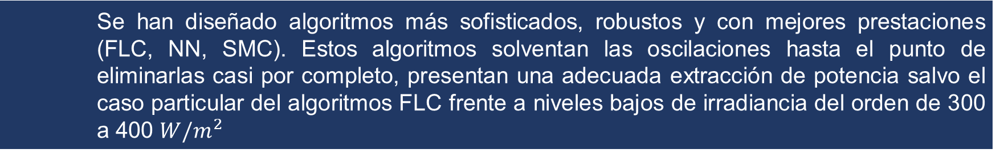 Se han diseñado algoritmos más sofisticados, robustos y con mejores prestaciones
(FLC, NN, SMC). Estos algoritmos solventan las oscilaciones hasta el punto de
eliminarlas casi por completo, presentan una adecuada extracción de potencia salvo el
caso particular del algoritmos FLC frente a niveles bajos de irradiancia del orden de 300
a 400 W/m²